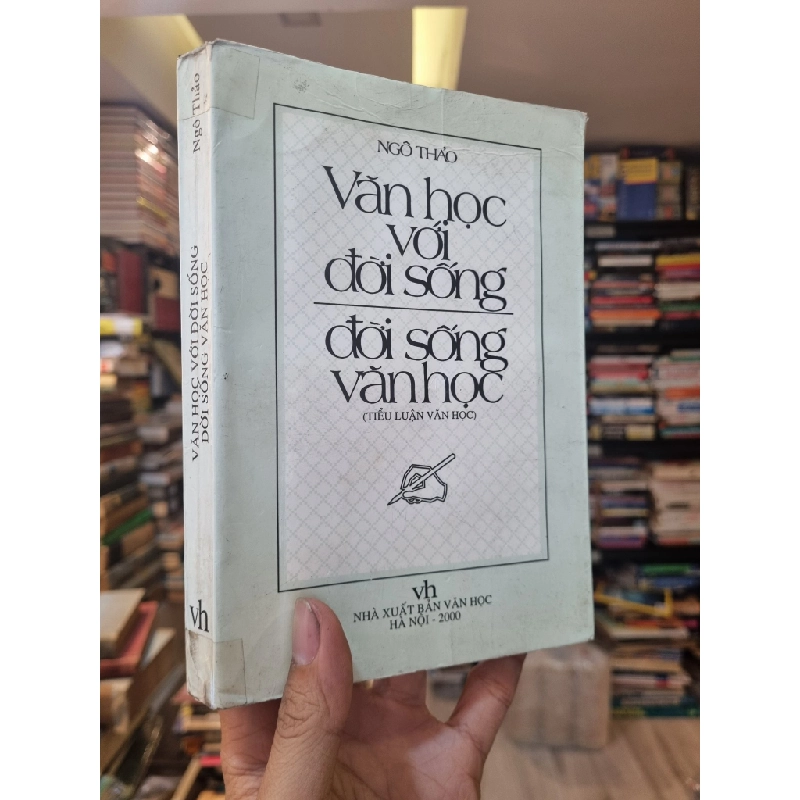 NGÔ THẢO
Văn học
với
đời sống
đời sống
văn học
(TIỂU LUẬN VĂN HỌC)
vh
NHÀ XUẤT BẢN VĂN HỌC
HÀ NỘI - 2000
Ngô Thảo
VĂN HỌC VỚI ĐỜI SỐNG
ĐỜI SỐNG VĂN HỌC
vh